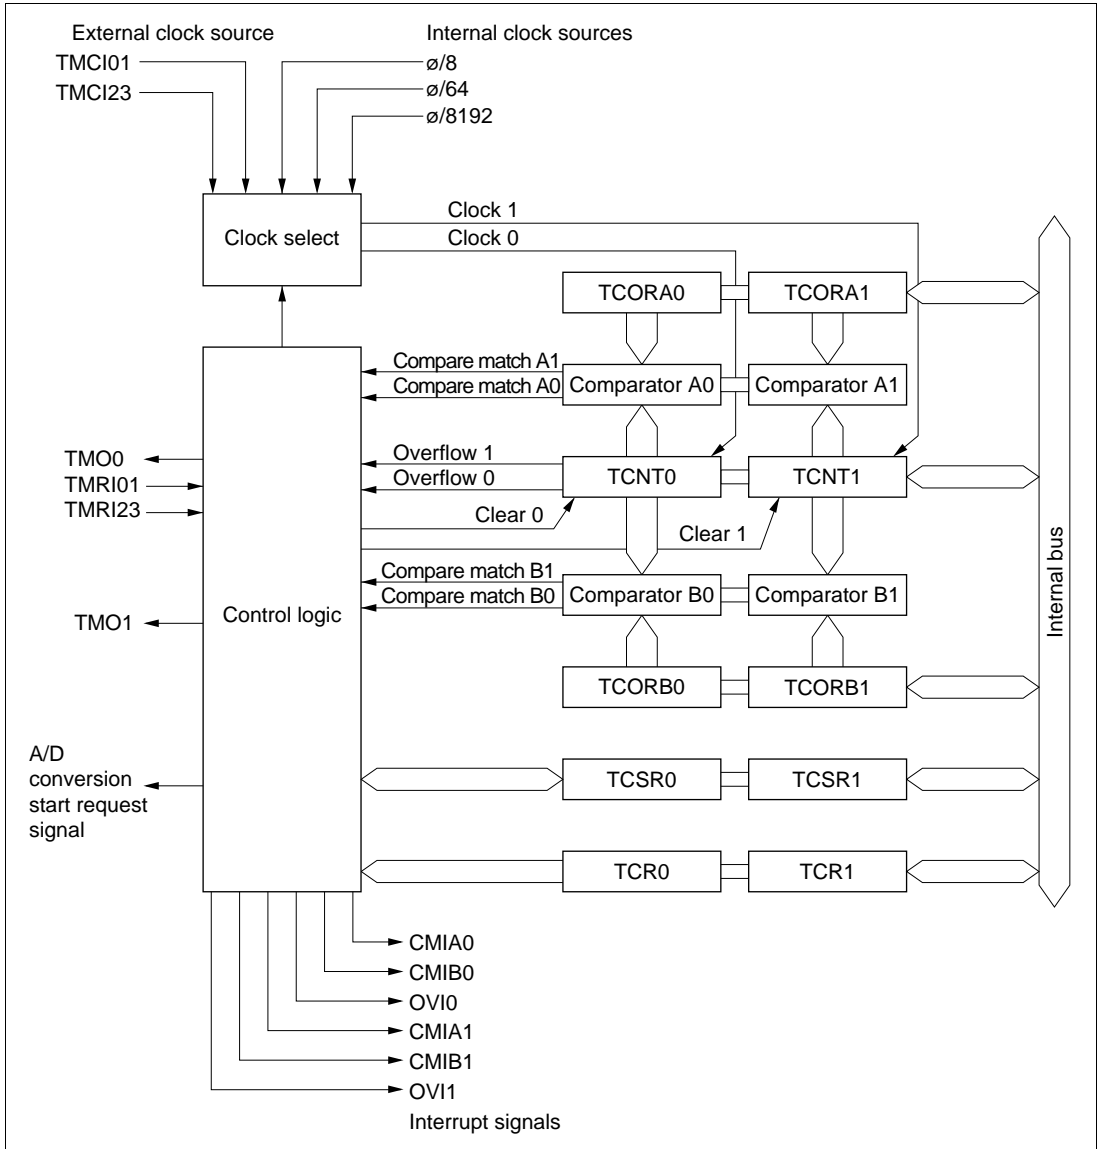 External clock source
Internal clock sources
TMCI01
ø/8
TMCI23
ø/64
ø/8192
Clock select
Clock 1
Clock 0
TCORA0
TCORA1
Compare match A1
Compare match A0
Comparator A0
Comparator A1
TMO0
TMRI01
TMRI23
Overflow 1
Overflow 0
TCNT0
TCNT1
Clear 0
Clear 1
Compare match B1
Compare match B0
Comparator B0
Comparator B1
Control logic
TMO1
Internal bus
TCORB0
TCORB1
A/D
conversion
start request
signal
TCSR0
TCSR1
TCR0
TCR1
CMIA0
CMIB0
OVI0
CMIA1
CMIB1
OVI1
Interrupt signals